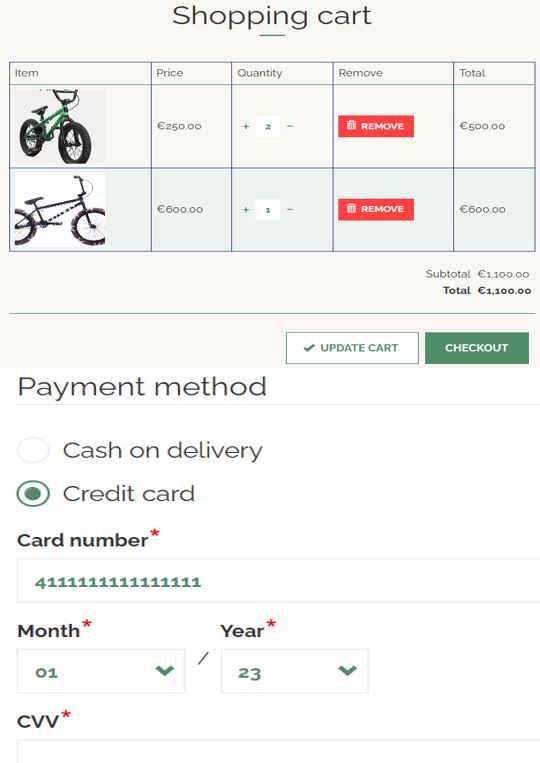 Shopping cart
Item Price Quantity Remove Total
€250.00 + 2 − REMOVE €500.00
€600.00 + 1 − REMOVE €600.00
Subtotal €1,100.00
Total €1,100.00
UPDATE CART CHECKOUT
Payment method
Cash on delivery
Credit card
Card number*
4111111111111111
Month* Year*
01 / 23
CVV*